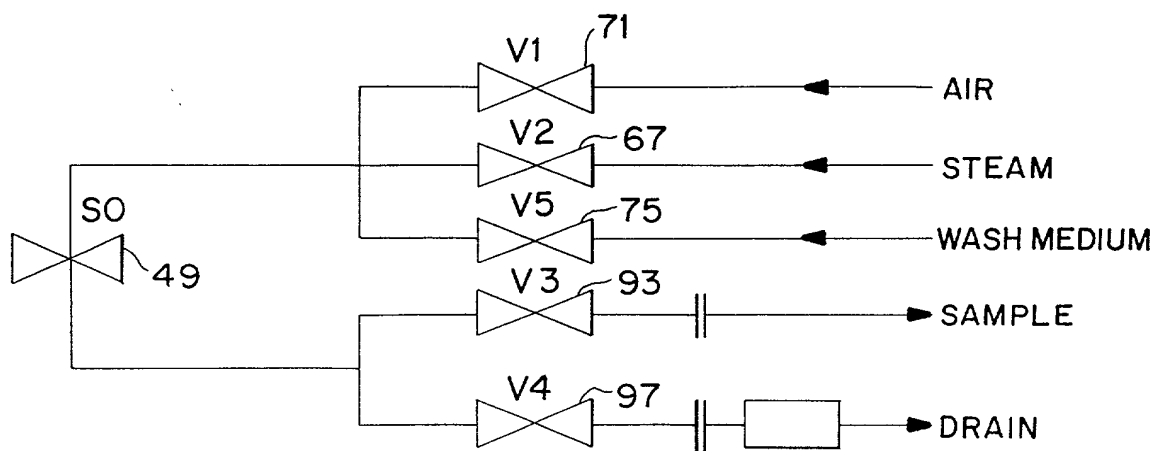 V1 71 AIR
V2 67 STEAM
SO V5 75 WASH MEDIUM
49 V3 93 SAMPLE
V4 97 DRAIN